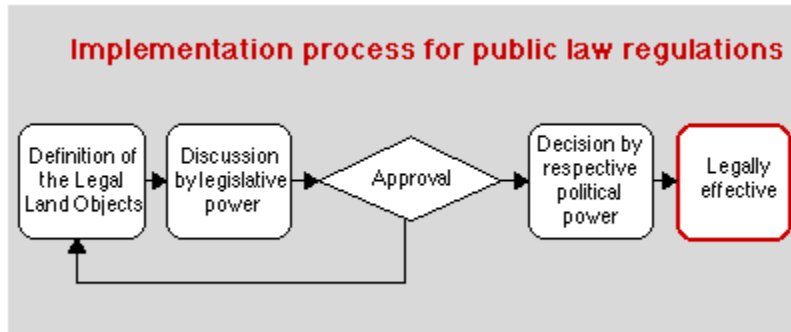 Implementation process for public law regulations
Definition of
the Legal
Land Objects
Discussion
by legislative
power
Approval
Decision by
respective
political
power
Legally
effective